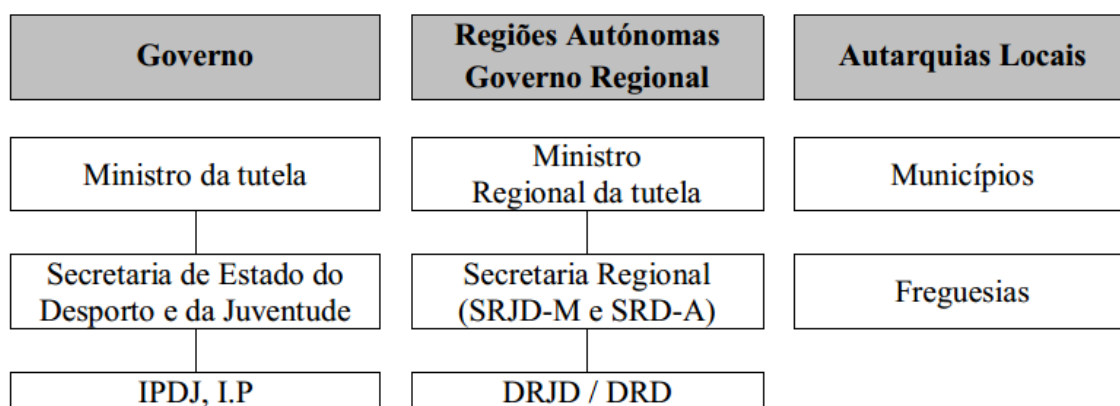 Governo
Regiões Autónomas
Governo Regional
Autarquias Locais
Ministro da tutela
Ministro
Regional da tutela
Municípios
Secretaria de Estado do
Desporto e da Juventude
Secretaria Regional
(SRJD-M e SRD-A)
Freguesias
IPDJ, I.P
DRJD / DRD